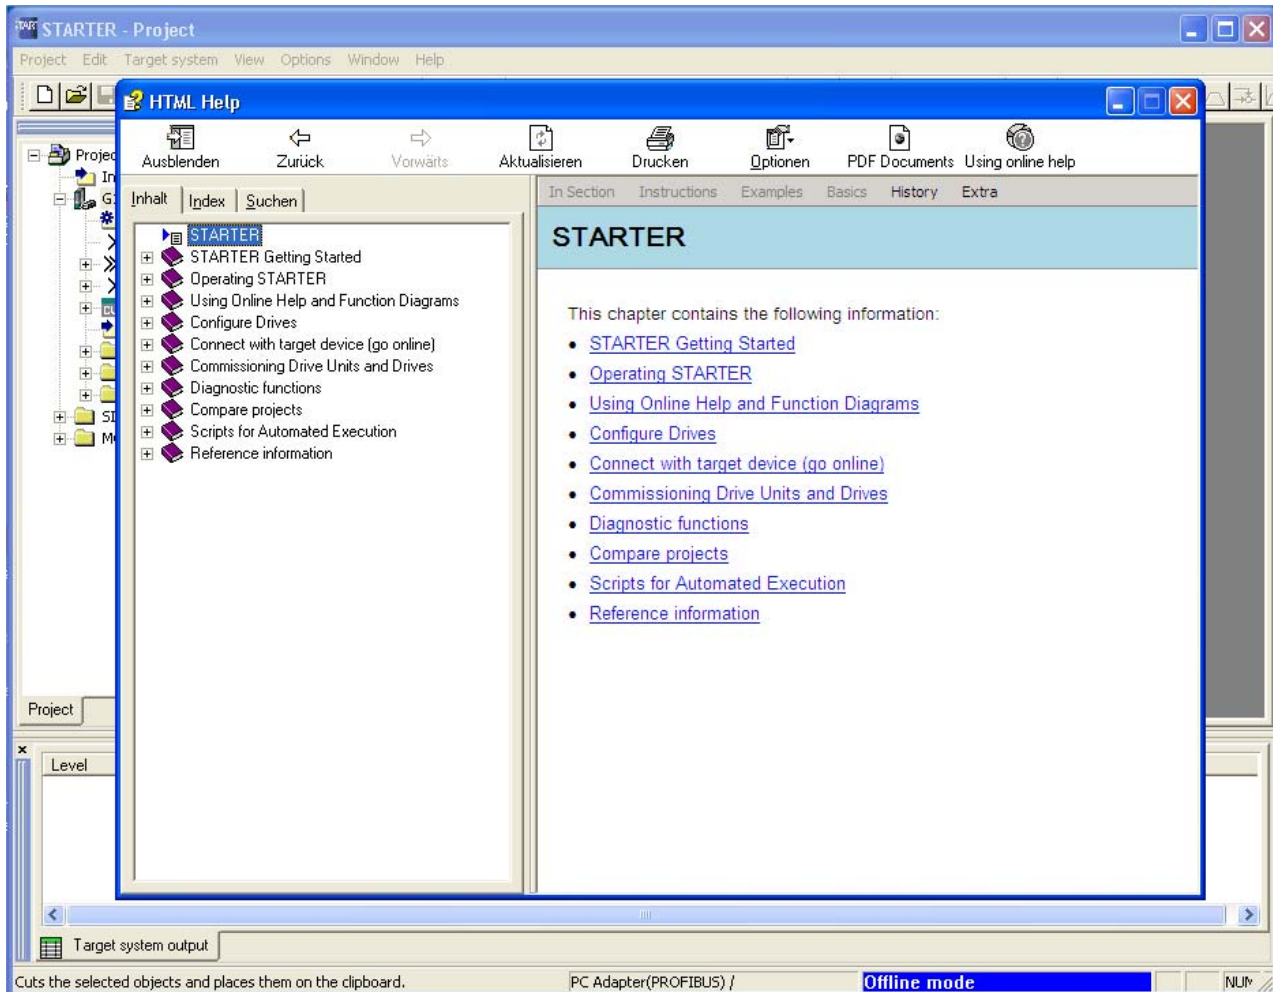 STARTER - Project
Project Edit Target system View Options Window Help
HTML Help
Ausblenden Zurück Vorwärts Aktualisieren Drucken Optionen PDF Documents Using online help
Inhalt Index Suchen
STARTER
STARTER Getting Started
Operating STARTER
Using Online Help and Function Diagrams
Configure Drives
Connect with target device (go online)
Commissioning Drive Units and Drives
Diagnostic functions
Compare projects
Scripts for Automated Execution
Reference information
In Section Instructions Examples Basics History Extra
STARTER
This chapter contains the following information:
• STARTER Getting Started
• Operating STARTER
• Using Online Help and Function Diagrams
• Configure Drives
• Connect with target device (go online)
• Commissioning Drive Units and Drives
• Diagnostic functions
• Compare projects
• Scripts for Automated Execution
• Reference information
Project
Level
Target system output
Cuts the selected objects and places them on the clipboard.
PC Adapter(PROFIBUS) /
Offline mode